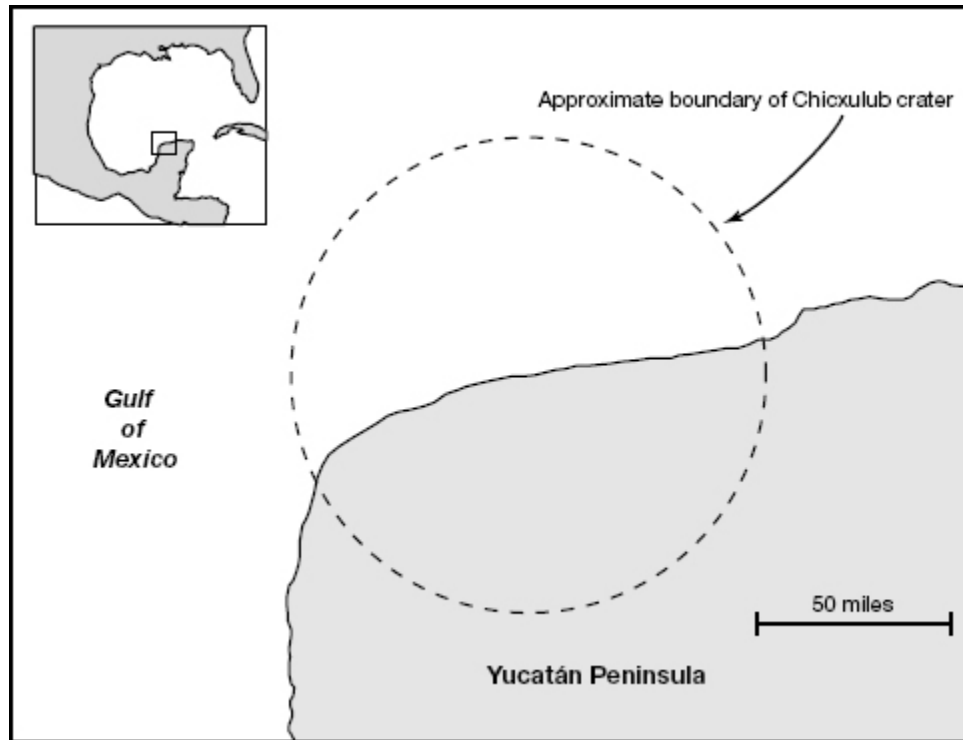 Approximate boundary of Chicxulub crater
Gulf
of
Mexico
50 miles
Yucatán Peninsula